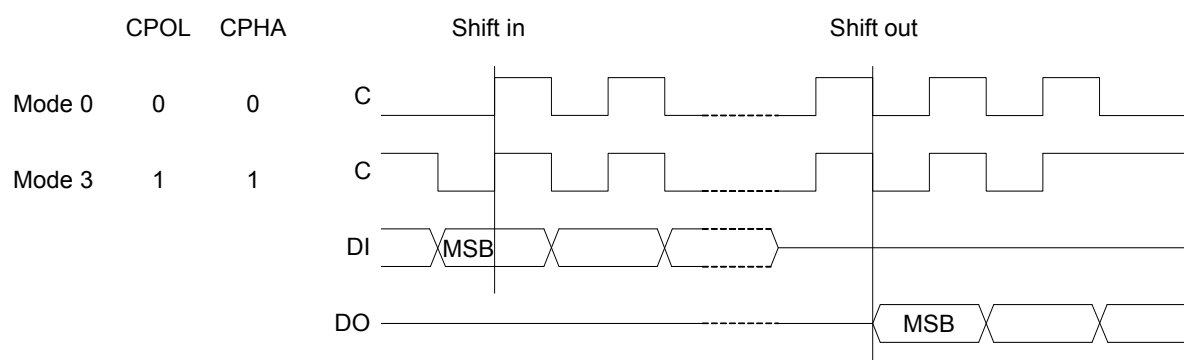 CPOL CPHA Shift in Shift out
Mode 0 0 0 C
Mode 3 1 1 C
DI MSB
DO MSB